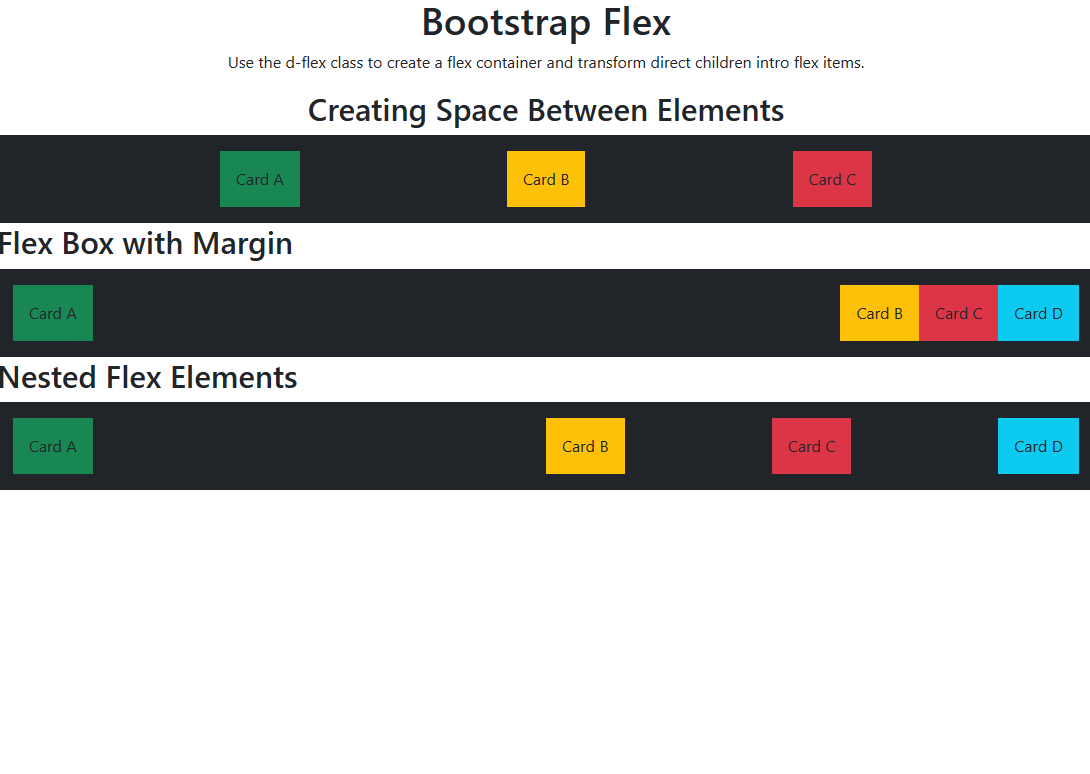 Bootstrap Flex
Use the d-flex class to create a flex container and transform direct children intro flex items.
Creating Space Between Elements
Card A Card B Card C
Flex Box with Margin
Card A Card B Card C Card D
Nested Flex Elements
Card A Card B Card C Card D